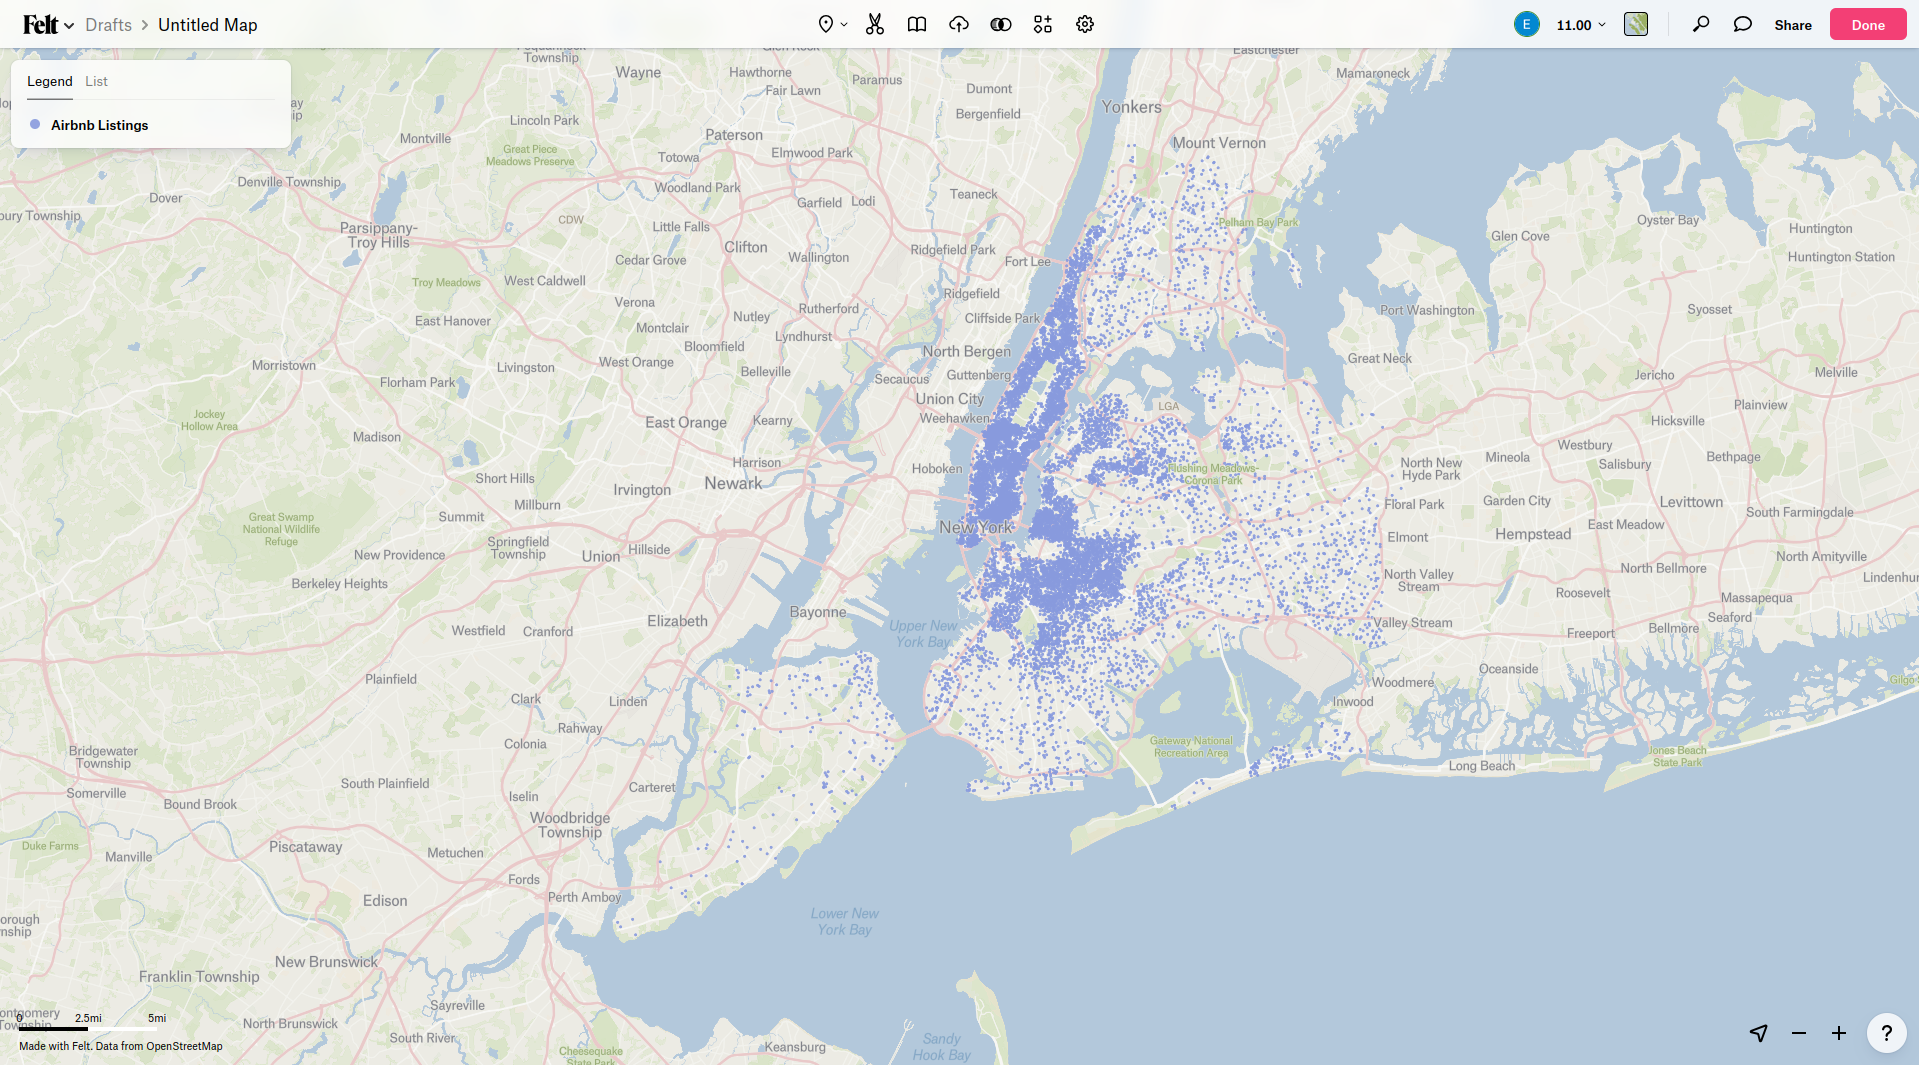 Felt
Drafts
Untitled Map
E
11.00
Share
Done
Legend
List
Airbnb Listings
Township
Glen Rock
Eastchester
Wayne
Hawthorne
Fair Lawn
Paramus
Mamaroneck
Dumont
Yonkers
Lincoln Park
Bergenfield
Montville
Paterson
Great Piece
Meadows Preserve
Totowa
Elmwood Park
Mount Vernon
Denville Township
Dover
Woodland Park
Garfield
Lodi
Teaneck
bury Township
CDW
Little Falls
Pelham Bay Park
Oyster Bay
Huntington
Parsippany-
Troy Hills
Clifton
Ridgefield Park
Glen Cove
Cedar Grove
Wallington
Fort Lee
Huntington Station
Troy Meadows
West Caldwell
Ridgefield
Verona
Rutherford
Port Washington
Syosset
East Hanover
Nutley
Cliffside Park
Montclair
Lyndhurst
Bloomfield
North Bergen
Morristown
Livingston
West Orange
Great Neck
Belleville
Secaucus
Guttenberg
Jericho
Melville
Florham Park
Union City
LGA
Plainview
Jockey
Hollow Area
East Orange
Kearny
Weehawken
Hicksville
Madison
Westbury
Harrison
Hoboken
Flushing Meadows-
Corona Park
North New
Hyde Park
Mineola
Salisbury
Bethpage
Short Hills
Irvington
Newark
Millburn
Floral Park
Garden City
Levittown
South Farmingdale
Great Swamp
National Wildlife
Refuge
Summit
New York
Elmont
Hempstead
East Meadow
New Providence
Springfield
Township
Union
Hillside
North Amityville
Berkeley Heights
North Valley
Stream
North Bellmore
Lindenhu
Roosevelt
Massapequa
Bayonne
Elizabeth
Upper New
York Bay
Valley Stream
Seaford
Westfield
Cranford
Freeport
Bellmore
Oceanside
Plainfield
Woodmere
Gilgo
Clark
Linden
Inwood
Rahway
Colonia
Gateway National
Recreation Area
Bridgewater
Township
Jones Beach
State Park
Long Beach
South Plainfield
Carteret
Somerville
Iselin
Bound Brook
Woodbridge
Township
Duke Farms
Manville
Piscataway
Metuchen
Fords
Perth Amboy
Edison
Lower New
York Bay
orough
nship
New Brunswick
Franklin Township
Sayreville
ontgomery
Township
North Brunswick
South River
Keansburg
Sandy
Hook Bay
Cheesequake
State Park
0
2.5mi
5mi
Made with Felt. Data from OpenStreetMap
?